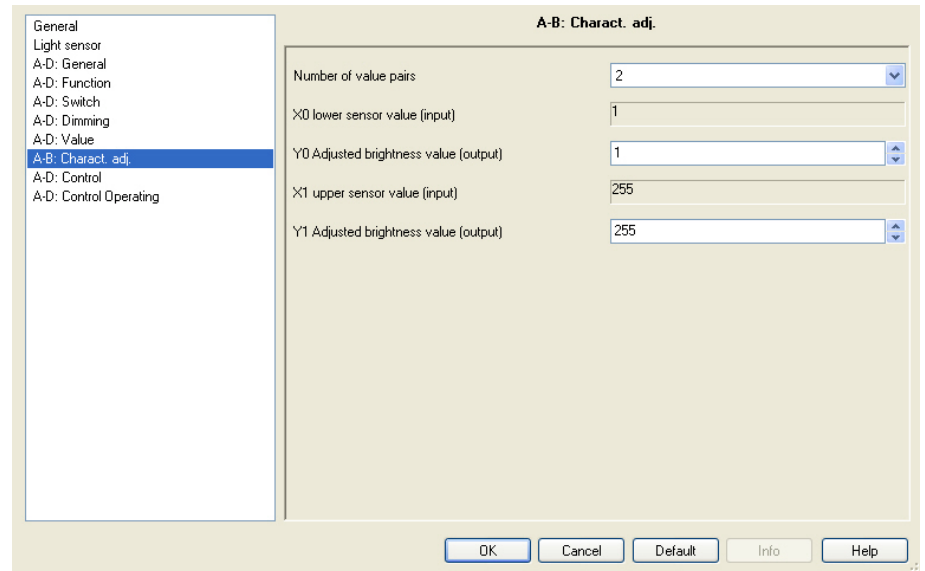 General
Light sensor
A-D: General
A-D: Function
A-D: Switch
A-D: Dimming
A-D: Value
A-B: Charact. adj.
A-D: Control
A-D: Control Operating
A-B: Charact. adj.
Number of value pairs 2
X0 lower sensor value (input) 1
Y0 Adjusted brightness value (output) 1
X1 upper sensor value (input) 255
Y1 Adjusted brightness value (output) 255
OK Cancel Default Info Help